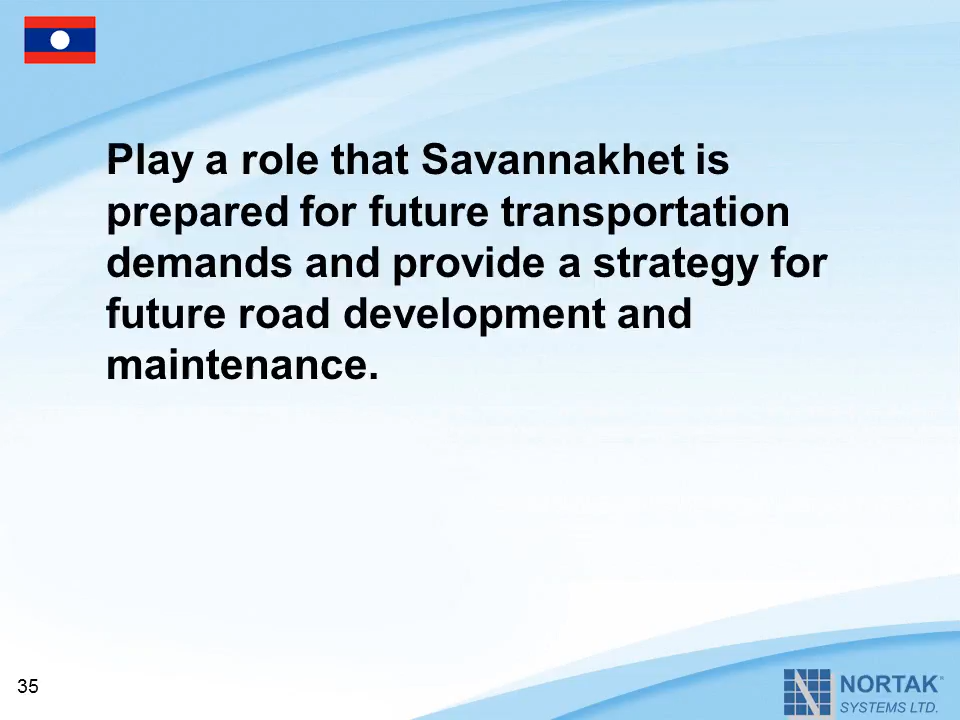 Play a role that Savannakhet is
prepared for future transportation
demands and provide a strategy for
future road development and
maintenance.
35
NORTAK
SYSTEMS LTD.